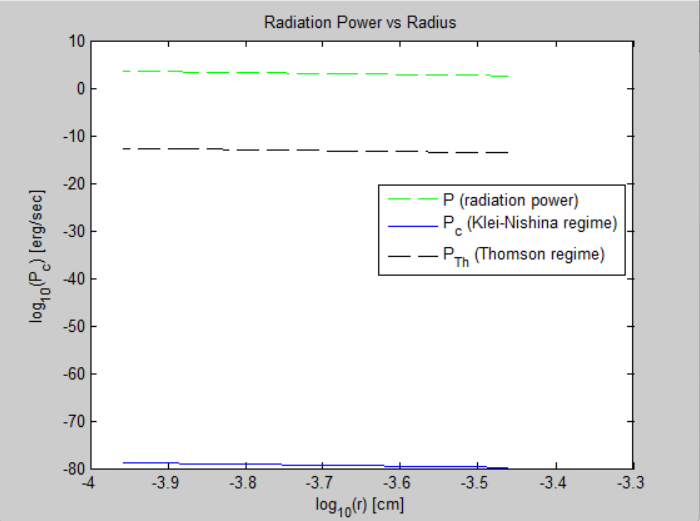 Radiation Power vs Radius
10
0
-10
-20
-30
-40
-50
-60
-70
-80
log10(Pc) [erg/sec]
P (radiation power)
Pc (Klei-Nishina regime)
PTh (Thomson regime)
-4 -3.9 -3.8 -3.7 -3.6 -3.5 -3.4 -3.3
log10(r) [cm]